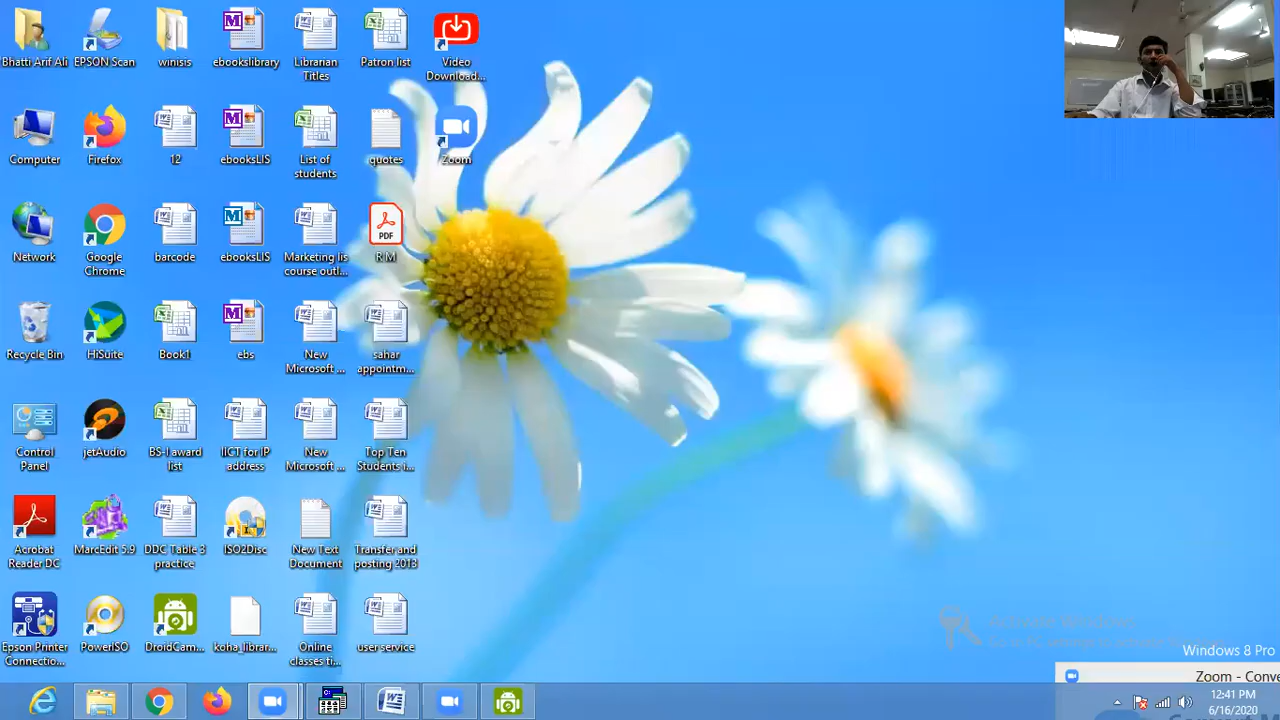 Bhatti Arif Ali
EPSON Scan
winisis
ebookslibrary
Librarian
Titles
Patron list
Video
Download...
Computer
Firefox
12
ebooksLIS
List of
students
quotes
Zoom
Network
Google
Chrome
barcode
ebooksLIS
Marketing lis
course outl...
PDF
R M
Recycle Bin
HiSuite
Book1
ebs
New
Microsoft ...
sahar
appointm...
Control
Panel
jetAudio
BS-I award
list
IICT for IP
address
New
Microsoft ...
Top Ten
Students i...
Acrobat
Reader DC
MarcEdit 5.9
DDC Table 3
practice
ISO2Disc
New Text
Document
Transfer and
posting 2013
Epson Printer
Connectio...
PowerISO
DroidCam...
koha_librar...
Online
classes ti...
user service
Activate Windows
Go to PC settings to activate Windows.
Windows 8 Pro
Zoom - Conve
12:41 PM
6/16/2020